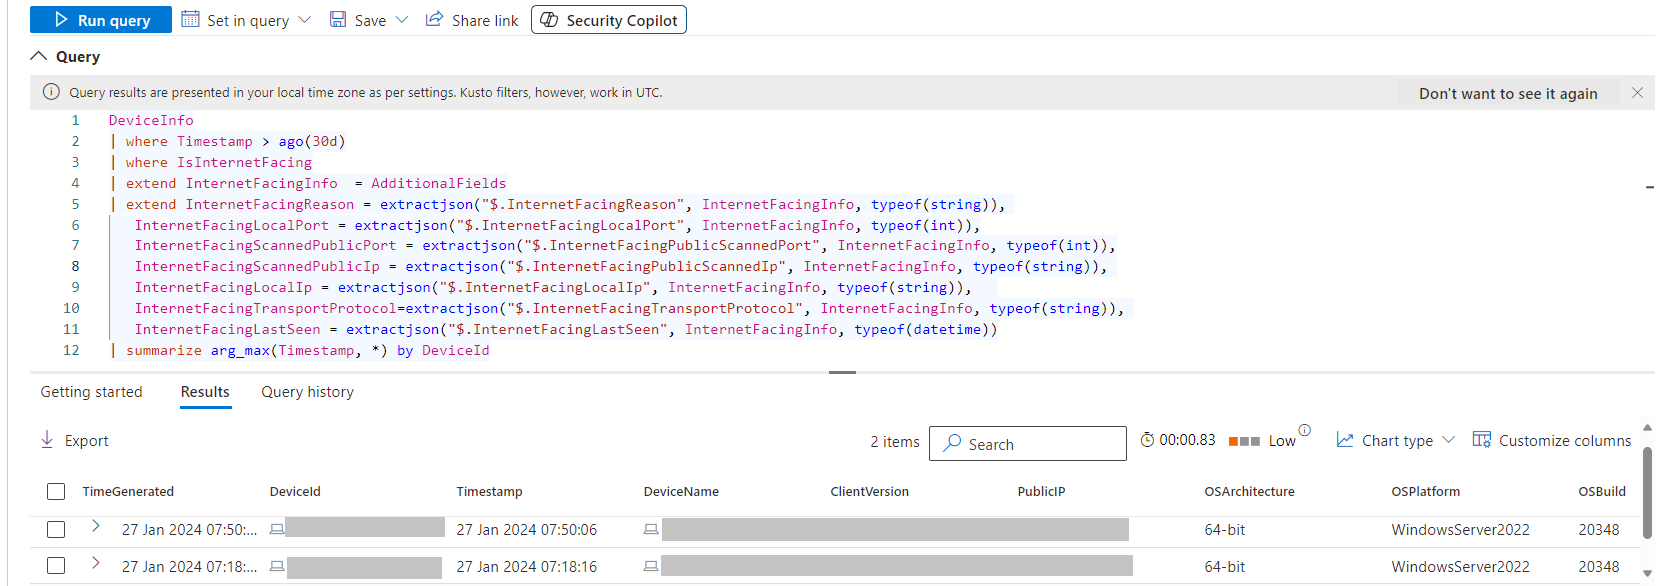 Run query Set in query Save Share link Security Copilot
Query
Query results are presented in your local time zone as per settings. Kusto filters, however, work in UTC. Don't want to see it again
1 DeviceInfo
2 | where Timestamp > ago(30d)
3 | where IsInternetFacing
4 | extend InternetFacingInfo  = AdditionalFields
5 | extend InternetFacingReason = extractjson("$.InternetFacingReason", InternetFacingInfo, typeof(string)),
6 InternetFacingLocalPort = extractjson("$.InternetFacingLocalPort", InternetFacingInfo, typeof(int)),
7 InternetFacingScannedPublicPort = extractjson("$.InternetFacingPublicScannedPort", InternetFacingInfo, typeof(int)),
8 InternetFacingScannedPublicIp = extractjson("$.InternetFacingPublicScannedIp", InternetFacingInfo, typeof(string)),
9 InternetFacingLocalIp = extractjson("$.InternetFacingLocalIp", InternetFacingInfo, typeof(string)),
10 InternetFacingTransportProtocol=extractjson("$.InternetFacingTransportProtocol", InternetFacingInfo, typeof(string)),
11 InternetFacingLastSeen = extractjson("$.InternetFacingLastSeen", InternetFacingInfo, typeof(datetime))
12 | summarize arg_max(Timestamp, *) by DeviceId
Getting started Results Query history
Export 2 items Search 00:00.83 Low Chart type Customize columns
TimeGenerated DeviceId Timestamp DeviceName ClientVersion PublicIP OSArchitecture OSPlatform OSBuild
27 Jan 2024 07:50:... 27 Jan 2024 07:50:06 64-bit WindowsServer2022 20348
27 Jan 2024 07:18:... 27 Jan 2024 07:18:16 64-bit WindowsServer2022 20348